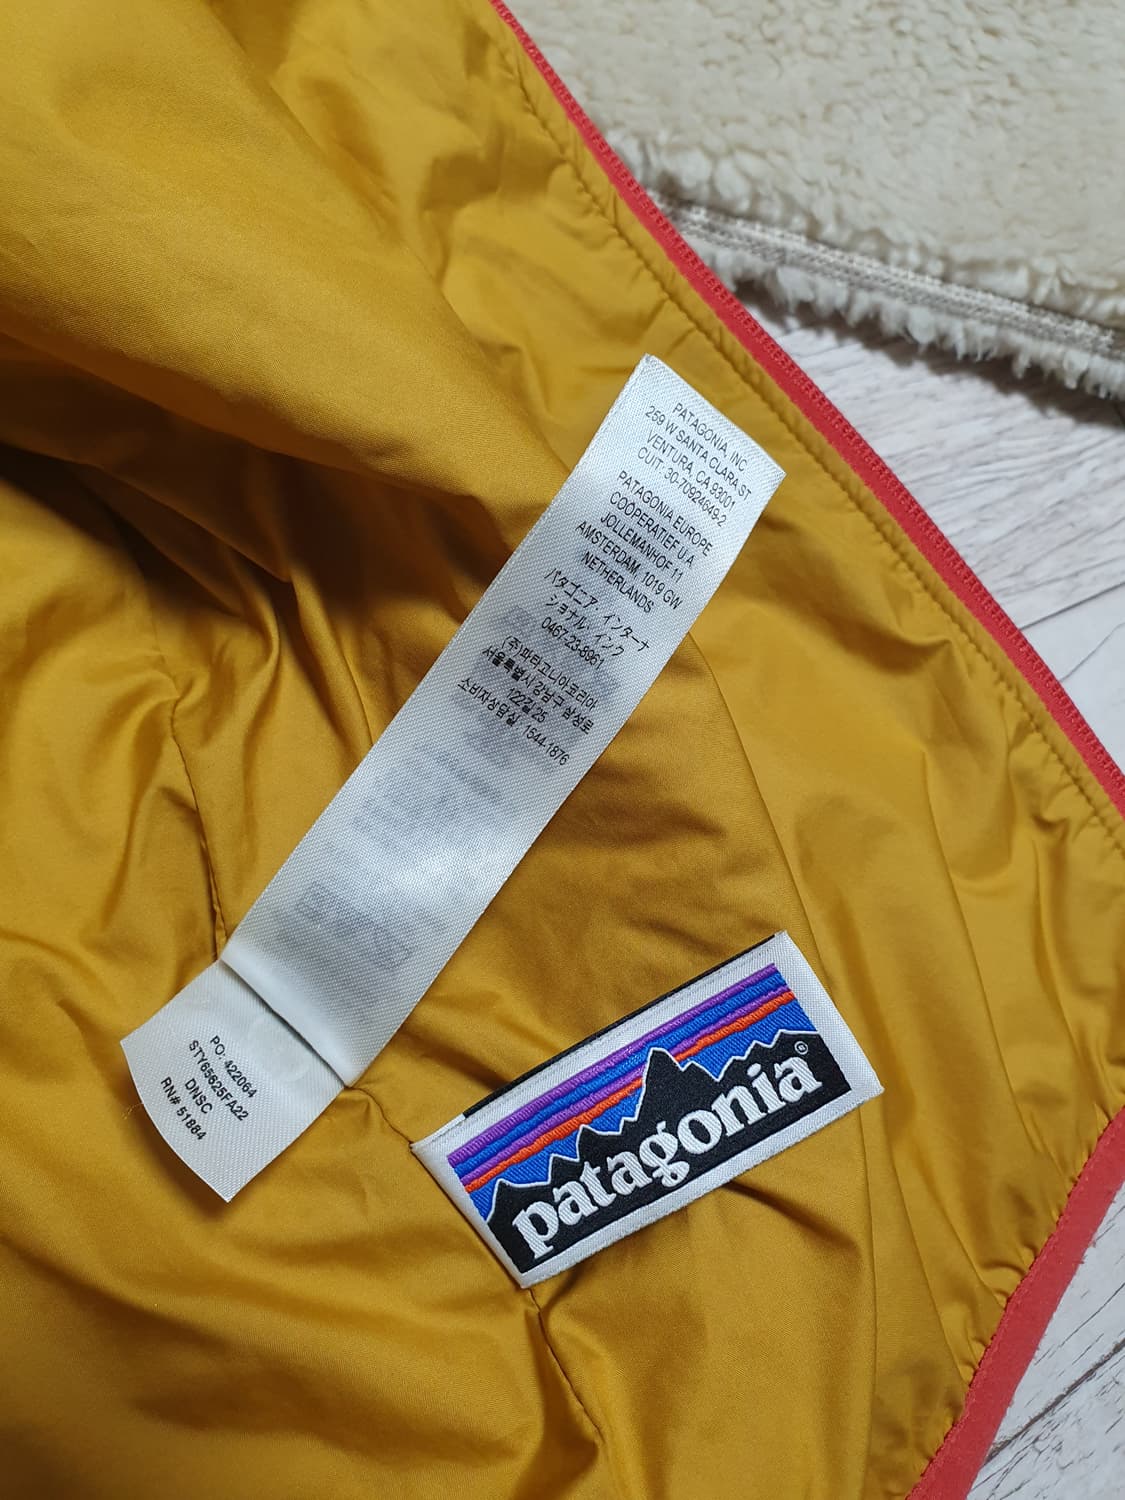 PATAGONIA, INC
259 W SANTA CLARA ST
VENTURA, CA 93001
CUIT: 30-70924649-2
PATAGONIA EUROPE
COÖPERATIEF U.A
JOLLEMANHOF 11
AMSTERDAM, 1019 GW
NETHERLANDS
パタゴニア・インターナ
ショナル・インク
0467-23-8961
(주)파타고니아코리아
서울특별시 강남구 삼성로
122길 25
소비자상담실: 1544-1876
PO: 422064
STY65625FA22
DNSC
RN# 51884
patagonia®